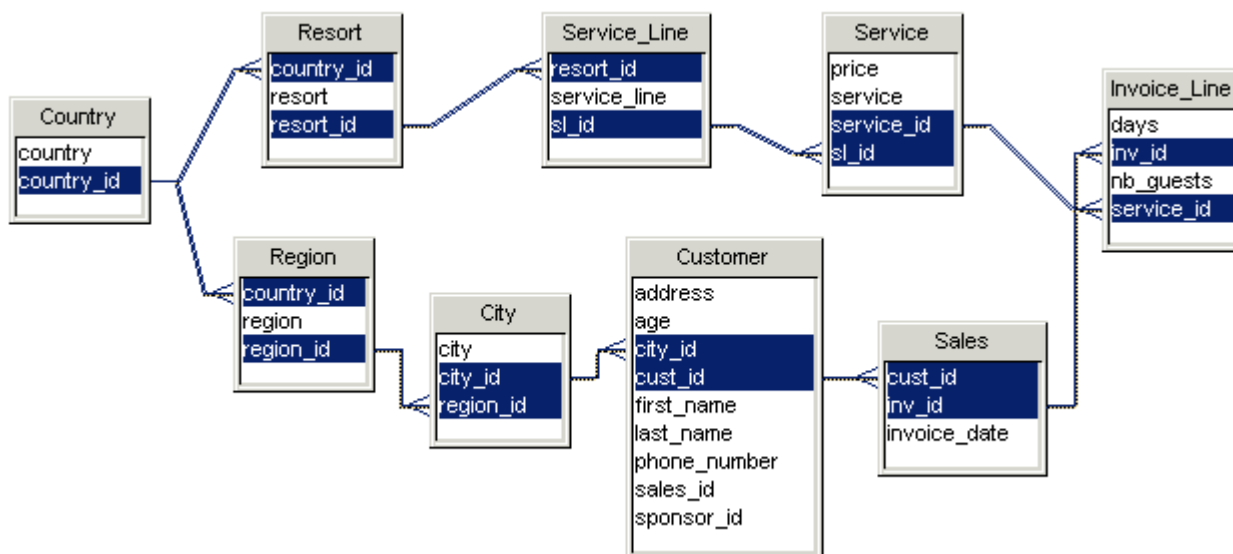 Country
country
country_id
Resort
country_id
resort
resort_id
Service_Line
resort_id
service_line
sl_id
Service
price
service
service_id
sl_id
Invoice_Line
days
inv_id
nb_guests
service_id
Region
country_id
region
region_id
City
city
city_id
region_id
Customer
address
age
city_id
cust_id
first_name
last_name
phone_number
sales_id
sponsor_id
Sales
cust_id
inv_id
invoice_date